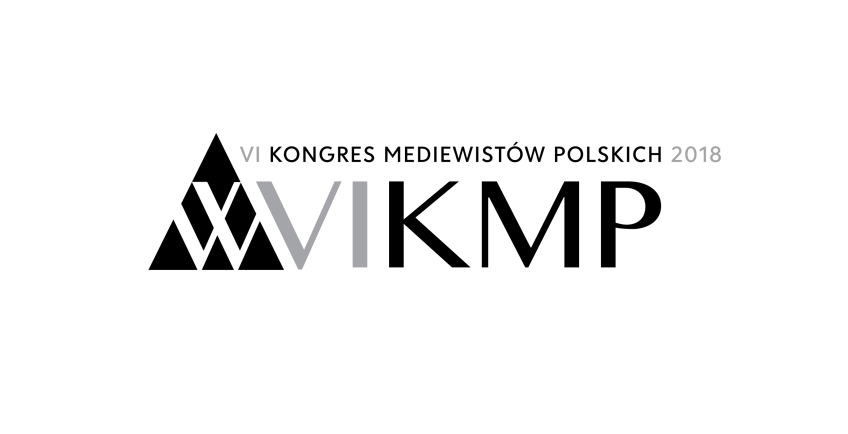 VI KONGRES MEDIEWISTÓW POLSKICH 2018
VIKMP